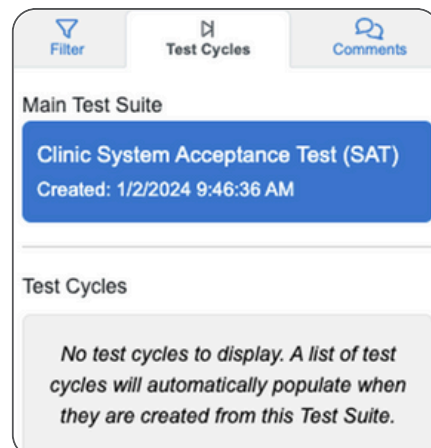 Filter
Test Cycles
Comments
Main Test Suite
Clinic System Acceptance Test (SAT)
Created: 1/2/2024 9:46:36 AM
Test Cycles
No test cycles to display. A list of test
cycles will automatically populate when
they are created from this Test Suite.